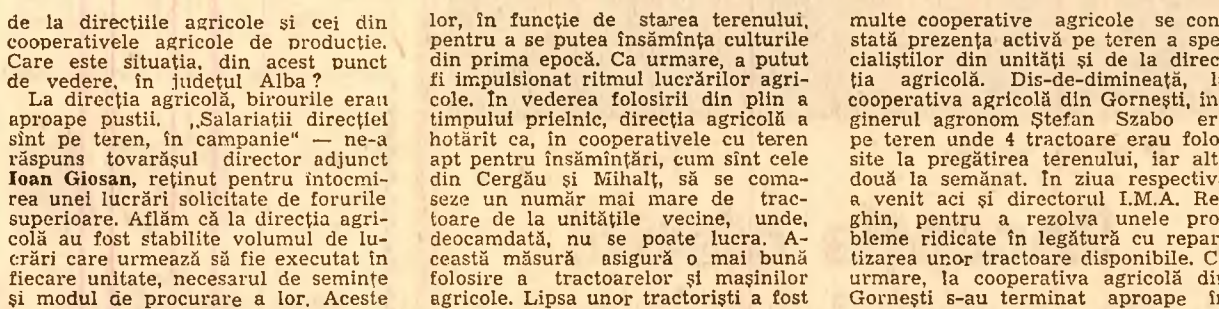 de la direcțiile agricole și cei din
cooperativele agricole de producție.
Care este situația, din acest punct
de vedere, în județul Alba?
La direcția agricolă, birourile erau
aproape pustii. „Salariații direcției
sînt pe teren, în campanie" — ne-a
răspuns tovarășul director adjunct
Ioan Giosan, reținut pentru întocmi-
rea unei lucrări solicitate de forurile
superioare. Aflăm că la direcția agri-
colă au fost stabilite volumul de lu-
crări care urmează să fie executat în
fiecare unitate, necesarul de semințe
și modul de procurare a lor. Aceste
lor, în funcție de starea terenului,
pentru a se putea însămînța culturile
din prima epocă. Ca urmare, a putut
fi impulsionat ritmul lucrărilor agri-
cole. În vederea folosirii din plin a
timpului prielnic, direcția agricolă a
hotărît ca, în cooperativele cu teren
apt pentru însămînțări, cum sînt cele
din Cergău și Mihalț, să se coma-
seze un număr mai mare de trac-
toare de la unitățile vecine, unde,
deocamdată, nu se poate lucra. A-
ceastă măsură asigură o mai bună
folosire a tractoarelor și mașinilor
agricole. Lipsa unor tractoriști a fost
multe cooperative agricole se con
stată prezența activă pe teren a spe
cialiștilor din unități și de la direc
ția agricolă. Dis-de-dimineață, l
cooperativa agricolă din Gornești, in
ginerul agronom Ștefan Szabo er
pe teren unde 4 tractoare erau folo
site la pregătirea terenului, iar alt
două la semănat. În ziua respectiv
a venit aci și directorul I.M.A. Re
ghin, pentru a rezolva unele pro
bleme ridicate în legătură cu repar
tizarea unor tractoare disponibile. C
urmare, la cooperativa agricolă di
Gornești s-au terminat aproape în